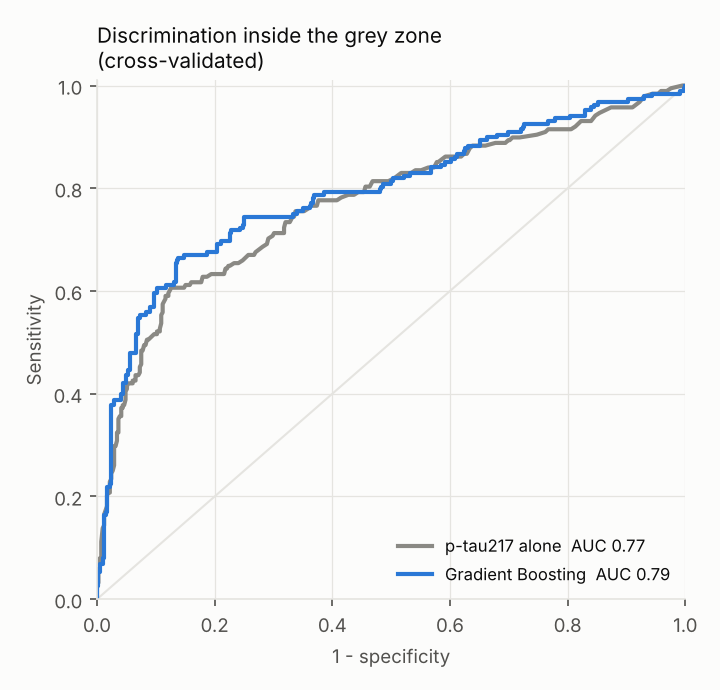 Discrimination inside the grey zone
(cross-validated)
1.0
0.8
0.6
0.4
0.2
0.0
Sensitivity
p-tau217 alone  AUC 0.77
Gradient Boosting  AUC 0.79
0.0 0.2 0.4 0.6 0.8 1.0
1 - specificity